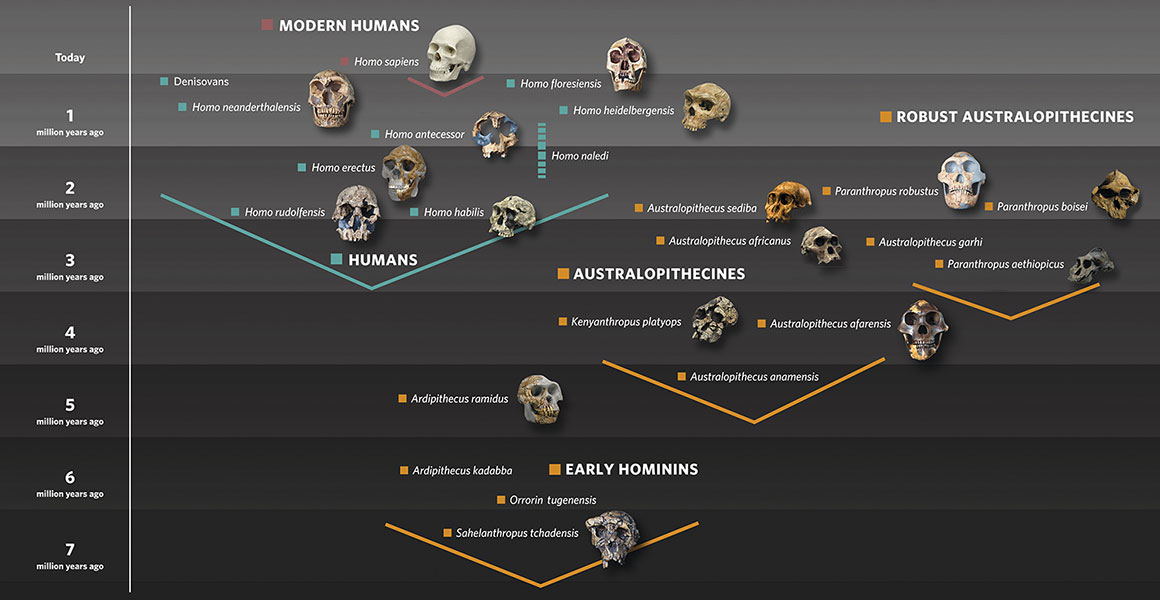 MODERN HUMANS
Today
Homo sapiens
Denisovans
Homo floresiensis
Homo neanderthalensis
Homo heidelbergensis
1
million years ago
ROBUST AUSTRALOPITHECINES
Homo antecessor
Homo naledi
Homo erectus
2
million years ago
Paranthropus robustus
Paranthropus boisei
Australopithecus sediba
Homo rudolfensis
Homo habilis
Australopithecus africanus
Australopithecus garhi
3
million years ago
HUMANS
Paranthropus aethiopicus
AUSTRALOPITHECINES
Kenyanthropus platyops
Australopithecus afarensis
4
million years ago
Australopithecus anamensis
Ardipithecus ramidus
5
million years ago
Ardipithecus kadabba
EARLY HOMININS
6
million years ago
Orrorin tugenensis
Sahelanthropus tchadensis
7
million years ago